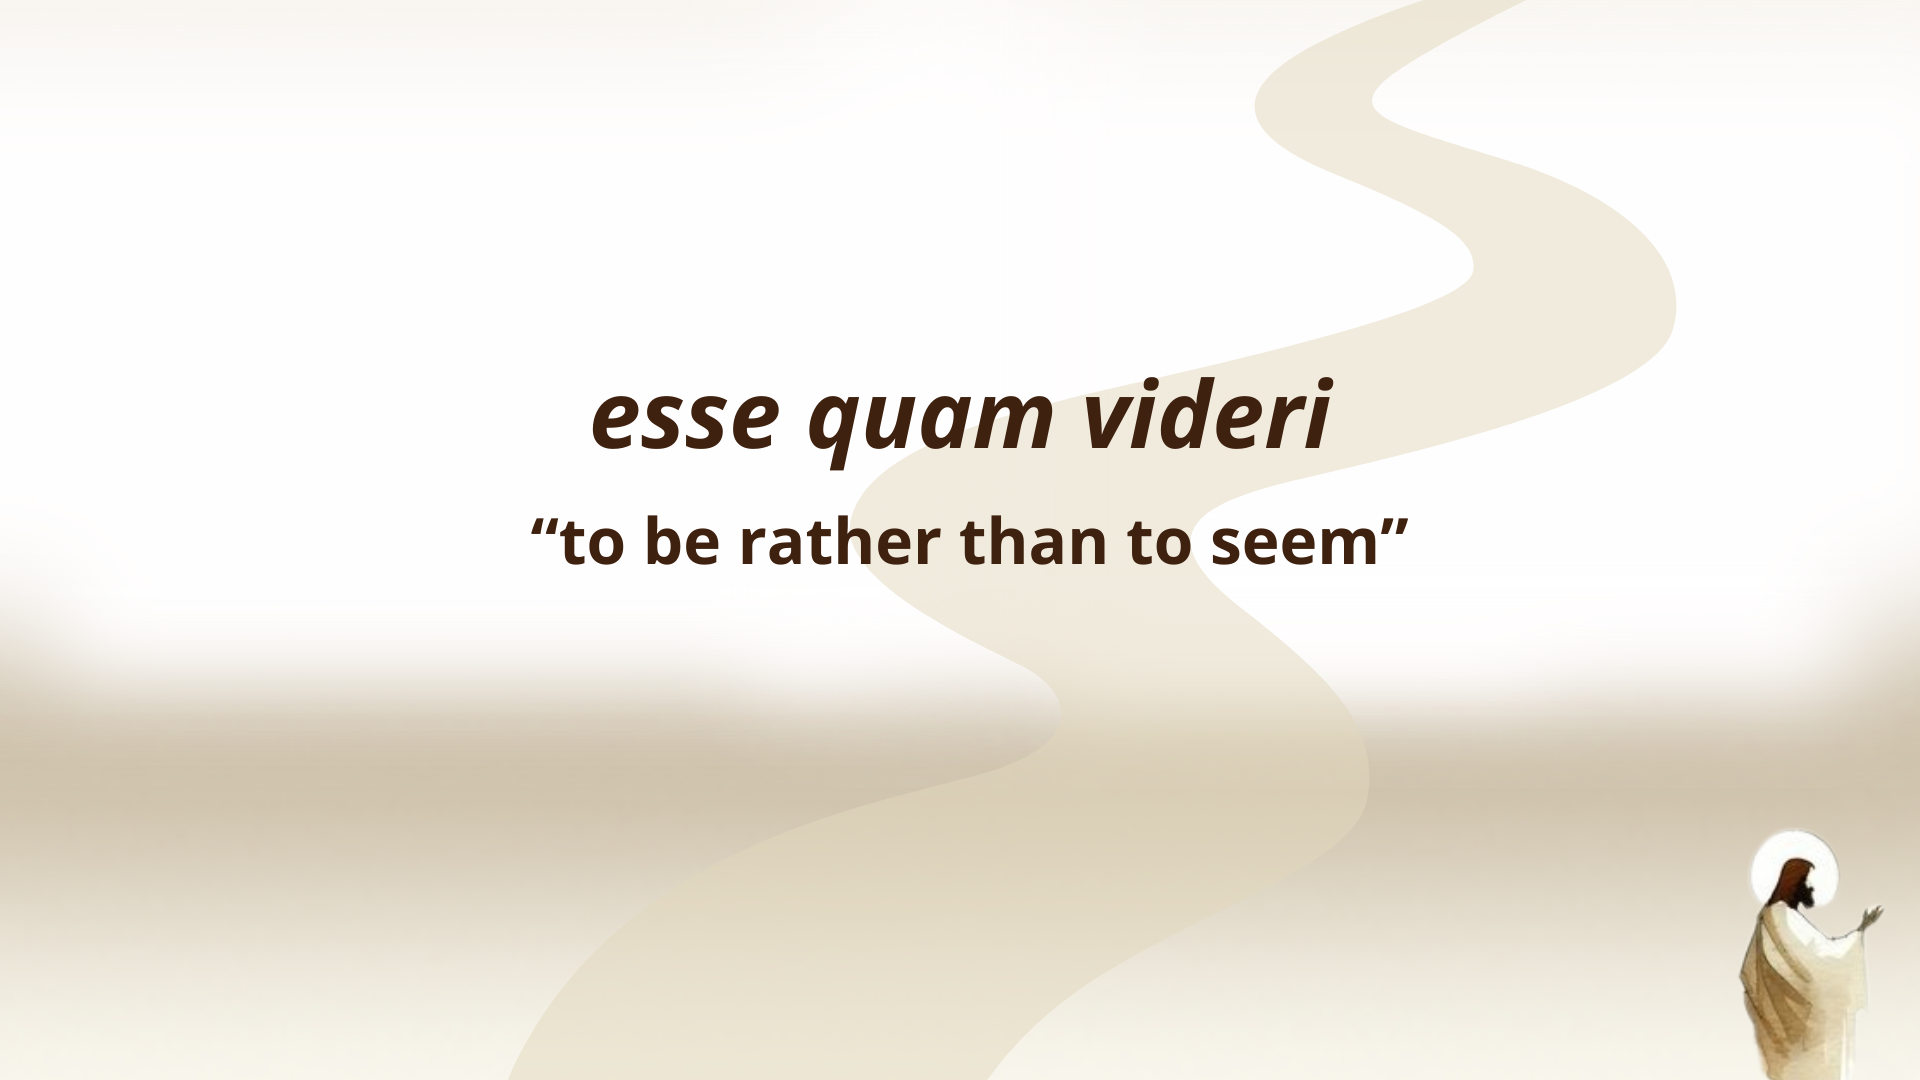 esse quam videri
“to be rather than to seem”